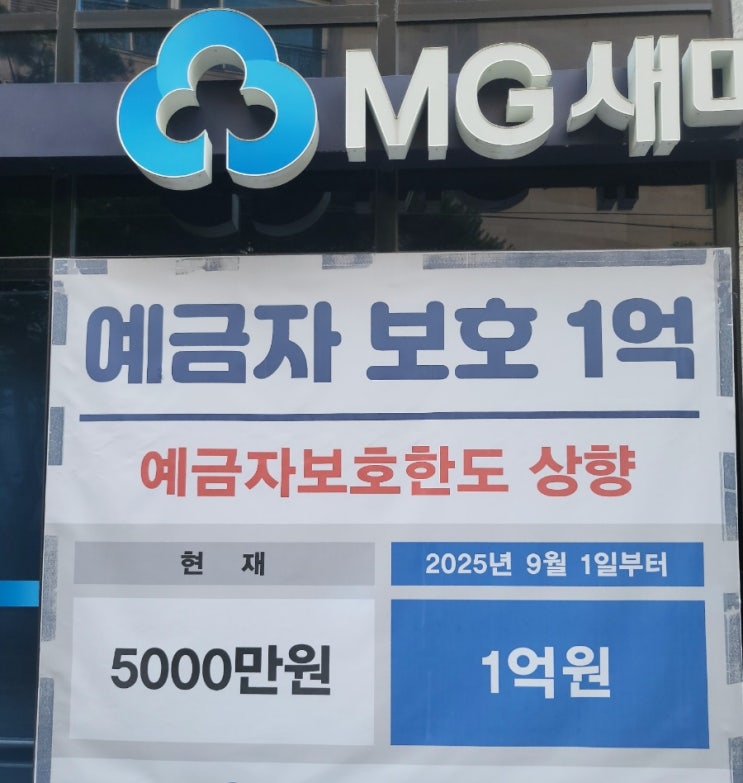 MG새마
예금자 보호 1억
예금자보호한도 상향
현 재
2025년 9월 1일부터
5000만원
1억원